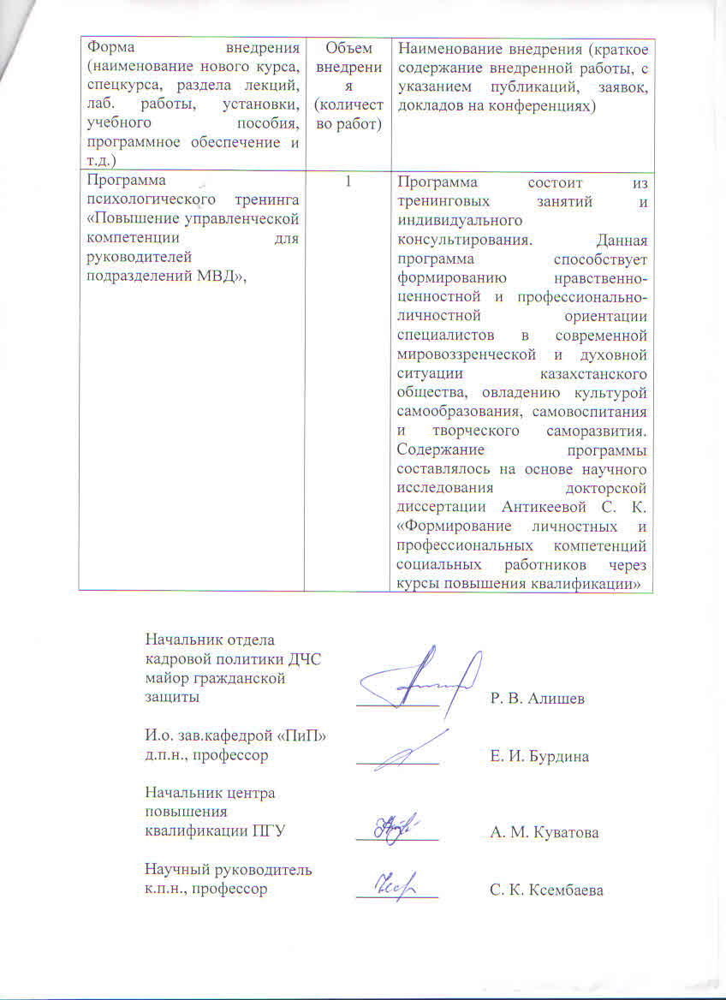 Форма внедрения
(наименование нового курса,
спецкурса, раздела лекций,
лаб. работы, установки,
учебного пособия,
программное обеспечение и
т.д.)
Объем
внедрени
я
(количест
во работ)
Наименование внедрения (краткое
содержание внедренной работы, с
указанием публикаций, заявок,
докладов на конференциях)
Программа
психологического тренинга
«Повышение управленческой
компетенции для
руководителей
подразделений МВД»,
1
Программа состоит из
тренинговых занятий и
индивидуального
консультирования. Данная
программа способствует
формированию нравственно-
ценностной и профессионально-
личностной ориентации
специалистов в современной
мировоззренческой и духовной
ситуации казахстанского
общества, овладению культурой
самообразования, самовоспитания
и творческого саморазвития.
Содержание программы
составлялось на основе научного
исследования докторской
диссертации Антикеевой С. К.
«Формирование личностных и
профессиональных компетенций
социальных работников через
курсы повышения квалификации»
Начальник отдела
кадровой политики ДЧС
майор гражданской
защиты Р. В. Алишев
И.о. зав.кафедрой «ПиП»
д.п.н., профессор Е. И. Бурдина
Начальник центра
повышения
квалификации ПГУ А. М. Куватова
Научный руководитель
к.п.н., профессор С. К. Ксембаева